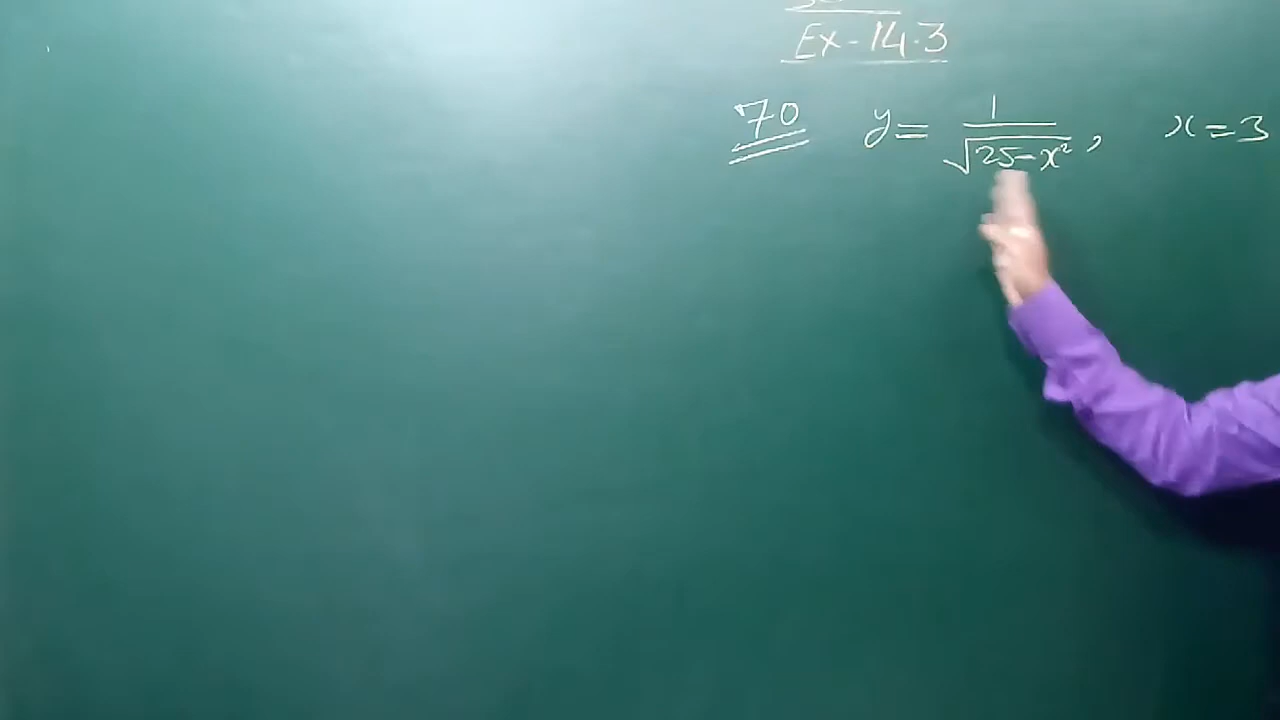 Ex-14.3
70 y = 1/√(25-x²), x=3